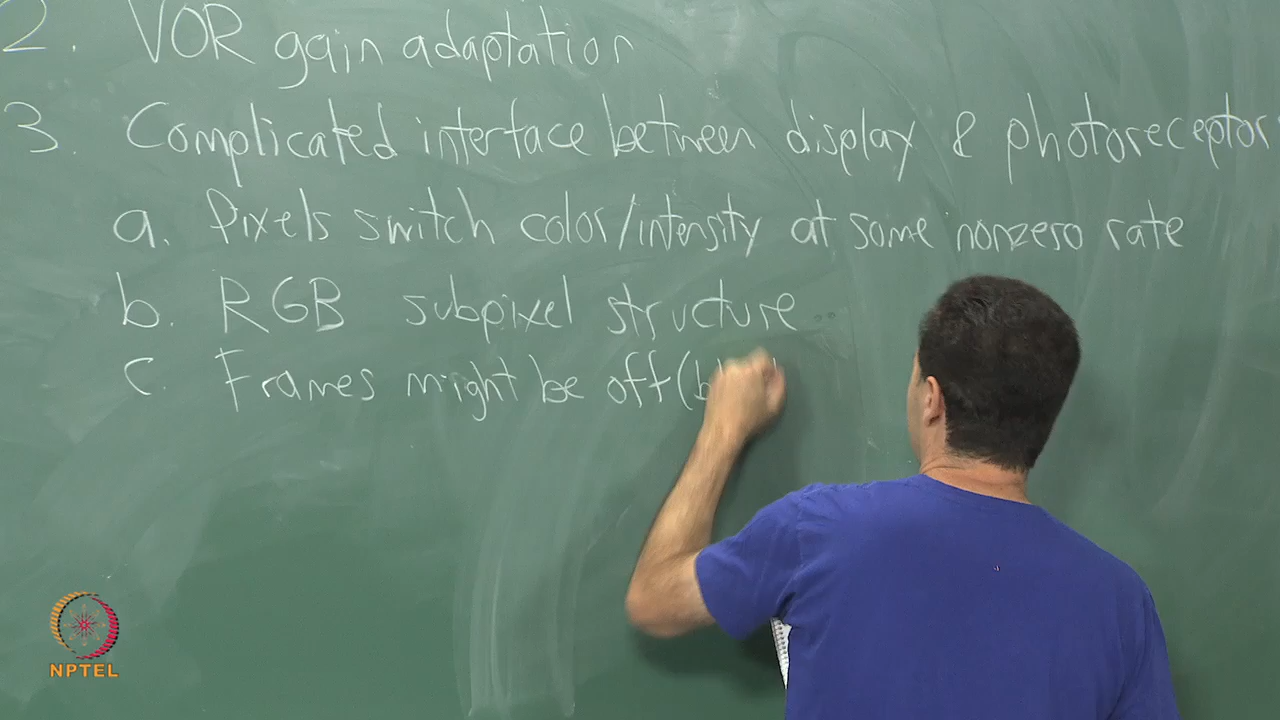 2. VOR gain adaptation
3. Complicated interface between display & photoreceptor
a. Pixels switch color/intensity at some nonzero rate
b. RGB subpixel structure
c. Frames might be off (b
NPTEL